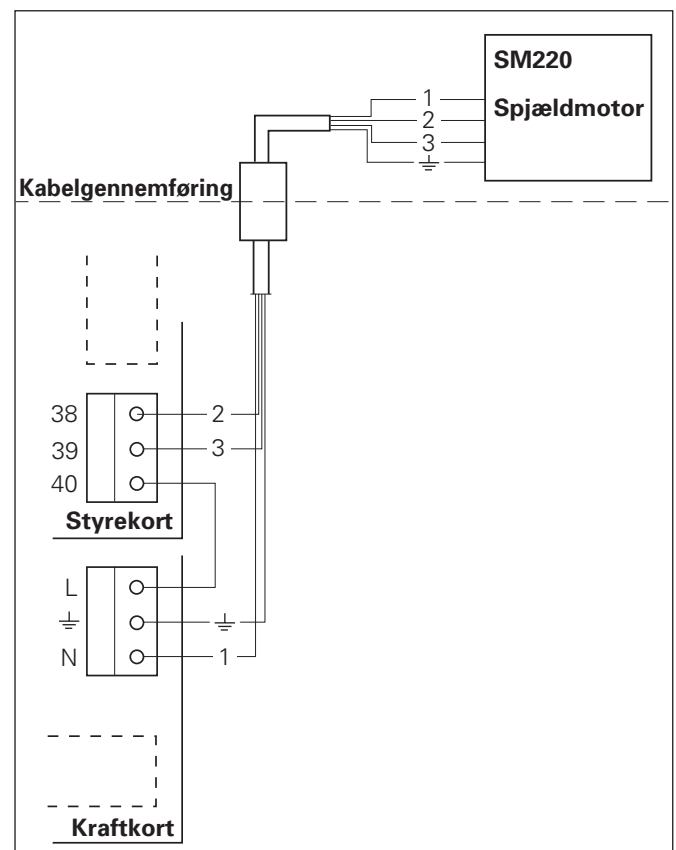 SM220
Spjældmotor
1
2
3
Kabelgennemføring
38
2
39
3
40
Styrekort
L
N
1
Kraftkort